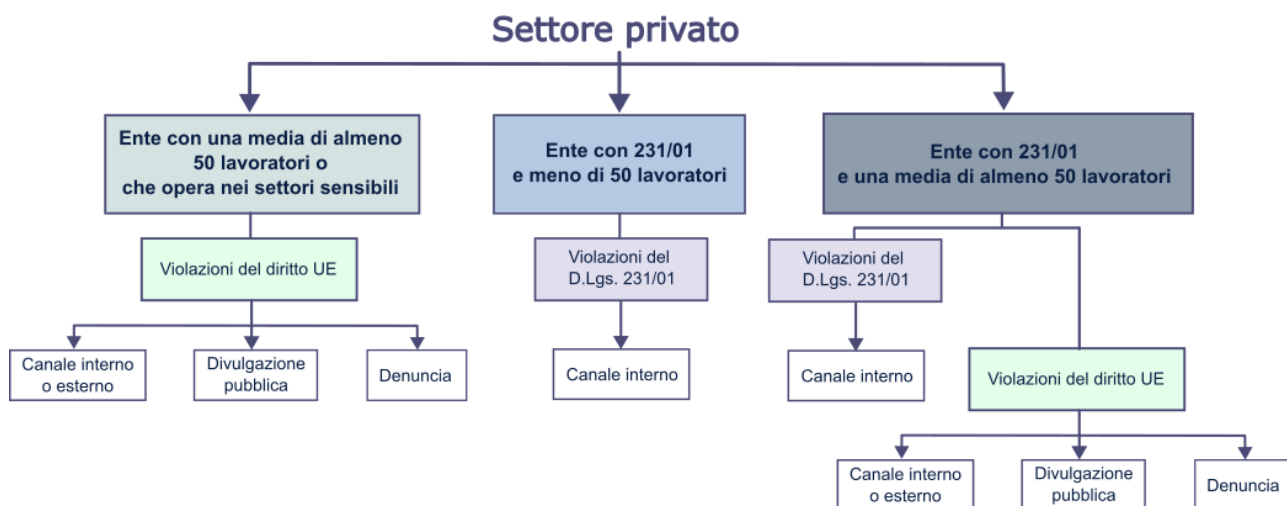 Settore privato
Ente con una media di almeno
50 lavoratori o
che opera nei settori sensibili
Violazioni del diritto UE
Canale interno
o esterno
Divulgazione
pubblica
Denuncia
Ente con 231/01
e meno di 50 lavoratori
Violazioni del
D.Lgs. 231/01
Canale interno
Ente con 231/01
e una media di almeno 50 lavoratori
Violazioni del
D.Lgs. 231/01
Canale interno
Violazioni del diritto UE
Canale interno
o esterno
Divulgazione
pubblica
Denuncia